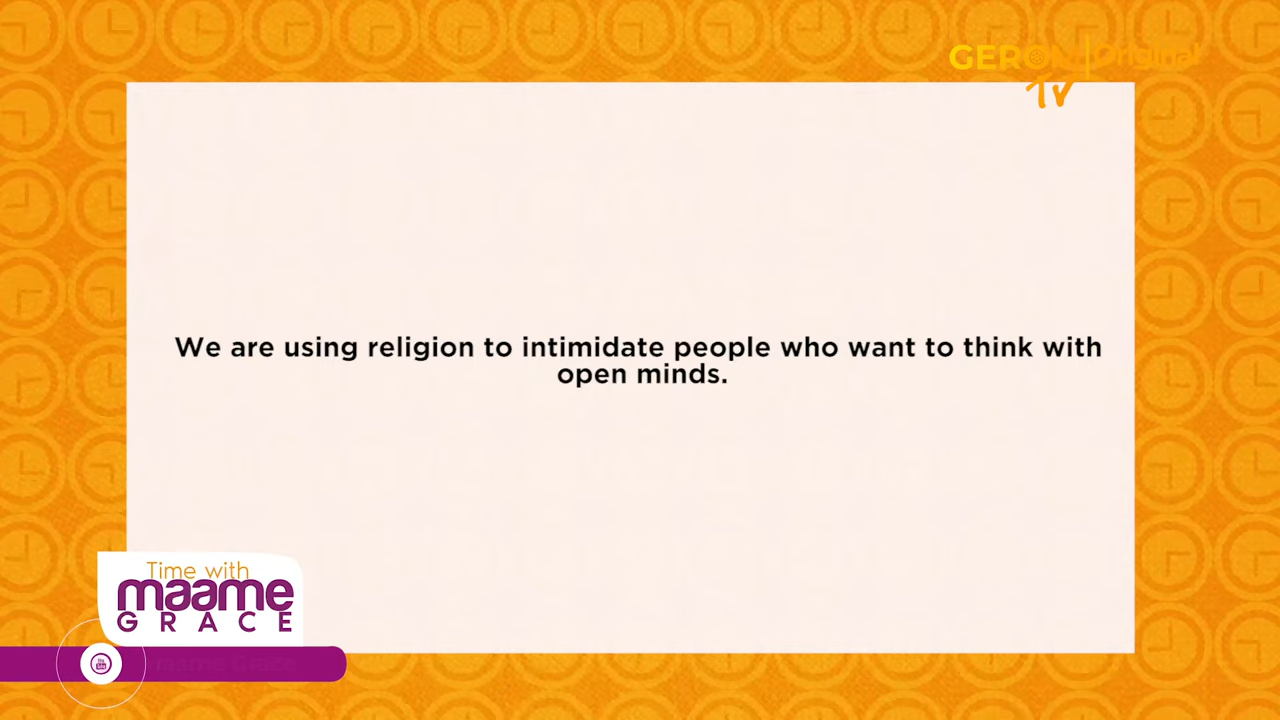 Original
TV
We are using religion to intimidate people who want to think with
open minds.
Time with
maame
GRACE